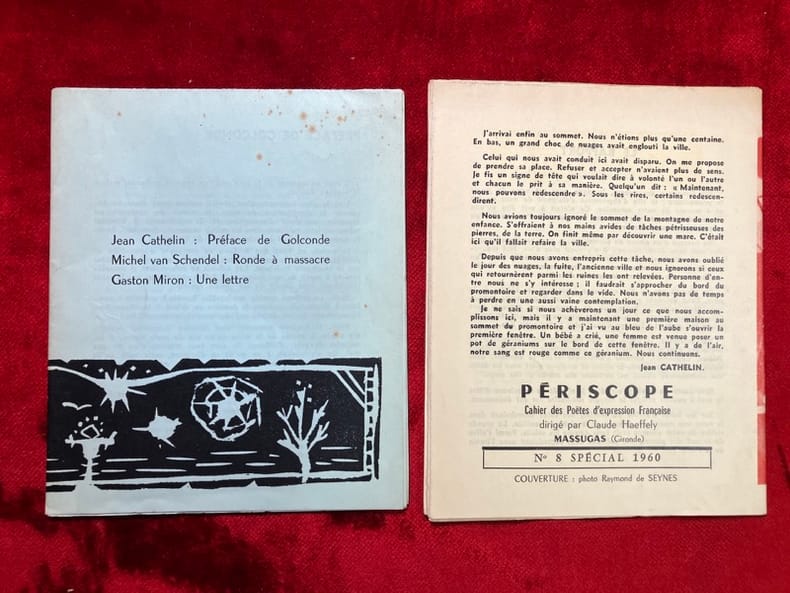 Jean Cathelin : Préface de Golconde
Michel van Schendel : Ronde à massacre
Gaston Miron : Une lettre
J'arrivai enfin au sommet. Nous n'étions plus qu'une centaine.
En bas, un grand choc de nuages avait englouti la ville.
Celui qui nous avait conduit ici avait disparu. On me propose
de prendre sa place. Refuser et accepter n'avaient plus de sens.
Je fis un signe de tête qui voulait dire à volonté l'un ou l'autre
et chacun le prit à sa manière. Quelqu'un dit : « Maintenant,
nous pouvons redescendre ». Sous les rires, certains redescen-
dirent.
Nous avions toujours ignoré le sommet de la montagne de notre
enfance. S'offraient à nos mains avides de tâches pétrisseuses des
pierres, de la terre. On finit même par découvrir une mare. C'était
ici qu'il fallait refaire la ville.
Depuis que nous avons entrepris cette tâche, nous avons oublié
le jour des nuages, la fuite, l'ancienne ville et nous ignorons si ceux
qui retournèrent parmi les ruines les ont relevées. Personne d'en-
tre nous ne s'y intéresse ; il faudrait s'approcher du bord du
promontoire et regarder dans le vide. Nous n'avons pas de temps
à perdre en une aussi vaine contemplation.
Je ne sais si nous achèverons un jour ce que nous accom-
plissons ici, mais il y a maintenant une première maison au
sommet du promontoire et j'ai vu au bleu de l'aube s'ouvrir la
première fenêtre. Un bébé a crié, une femme est venue poser un
pot de géraniums sur le bord de cette fenêtre. Il y a de l'air,
notre sang est rouge comme ce géranium. Nous continuons.
Jean CATHELIN.
PÉRISCOPE
Cahier des Poètes d'expression Française
dirigé par Claude Haeffely
MASSUGAS (Gironde)
N° 8 SPÉCIAL 1960
COUVERTURE : photo Raymond de SEYNES